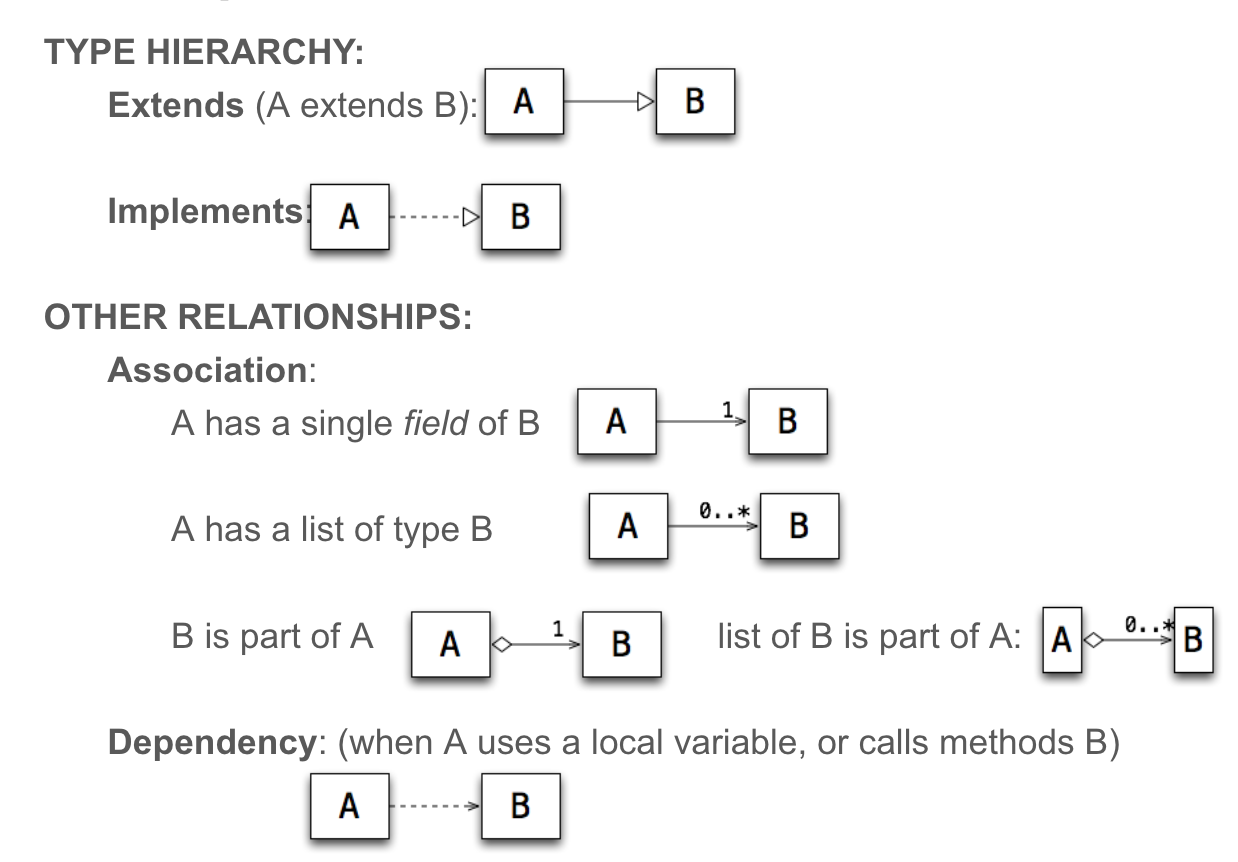 TYPE HIERARCHY:
Extends (A extends B): A B
Implements: A B
OTHER RELATIONSHIPS:
Association:
A has a single field of B A 1 B
A has a list of type B A 0..* B
B is part of A A 1 B list of B is part of A: A 0..* B
Dependency: (when A uses a local variable, or calls methods B)
A B